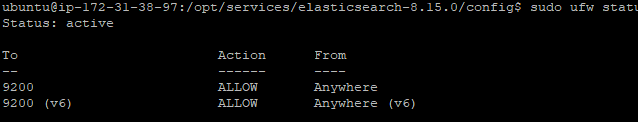 ubuntu@ip-172-31-38-97:/opt/services/elasticsearch-8.15.0/config$ sudo ufw statu
Status: active
To Action From
-- ------ ----
9200 ALLOW Anywhere
9200 (v6) ALLOW Anywhere (v6)